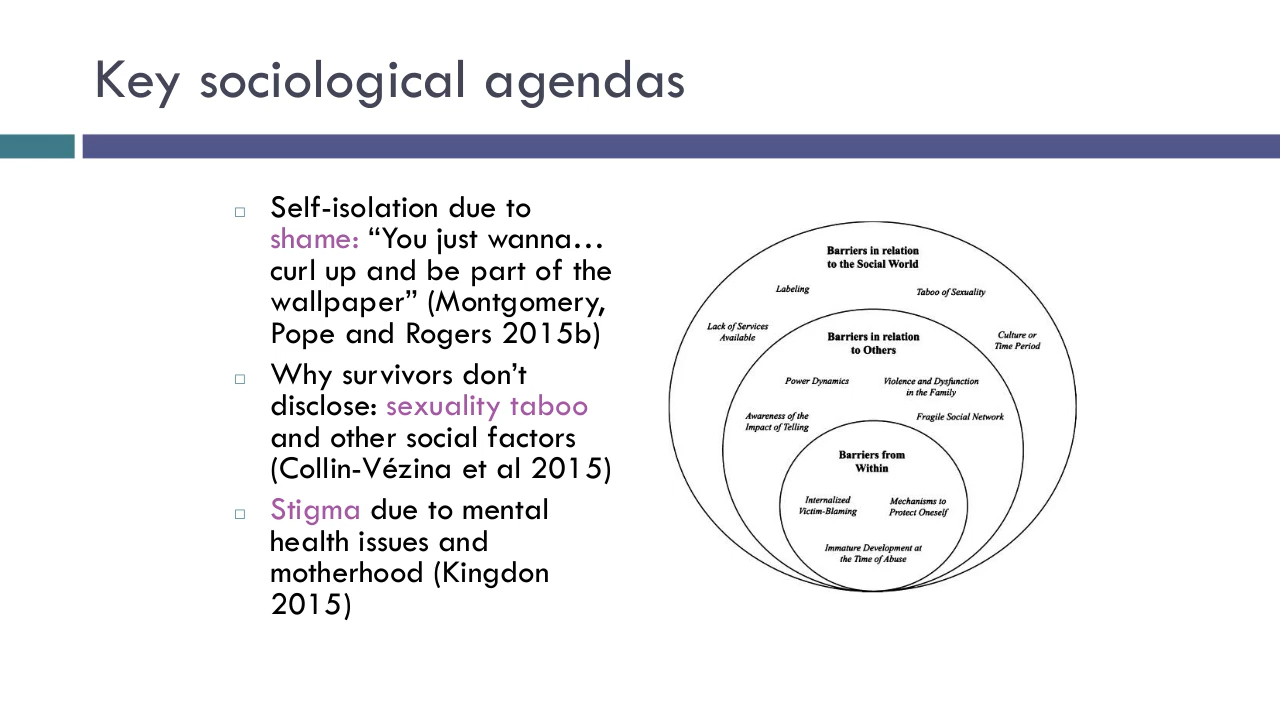 Key sociological agendas
Self-isolation due to
shame: “You just wanna…
curl up and be part of the
wallpaper” (Montgomery,
Pope and Rogers 2015b)
Why survivors don’t
disclose: sexuality taboo
and other social factors
(Collin-Vézina et al 2015)
Stigma due to mental
health issues and
motherhood (Kingdon
2015)
Barriers in relation
to the Social World
Labeling
Taboo of Sexuality
Lack of Services
Available
Culture or
Time Period
Barriers in relation
to Others
Power Dynamics
Violence and Dysfunction
in the Family
Awareness of the
Impact of Telling
Fragile Social Network
Barriers from
Within
Internalized
Victim-Blaming
Mechanisms to
Protect Oneself
Immature Development at
the Time of Abuse